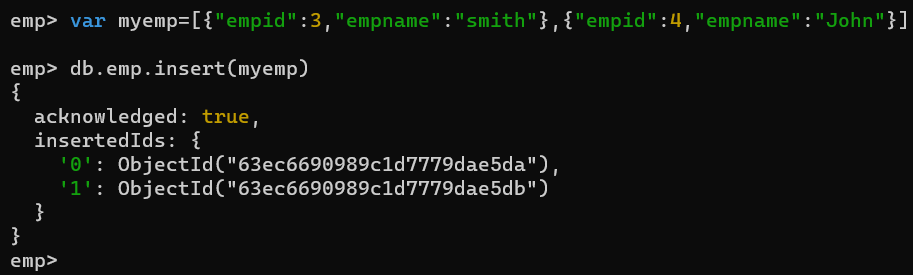 emp> var myemp=[{"empid":3,"empname":"smith"},{"empid":4,"empname":"John"}]
emp> db.emp.insert(myemp)
{
  acknowledged: true,
  insertedIds: {
    '0': ObjectId("63ec6690989c1d7779dae5da"),
    '1': ObjectId("63ec6690989c1d7779dae5db")
  }
}
emp>